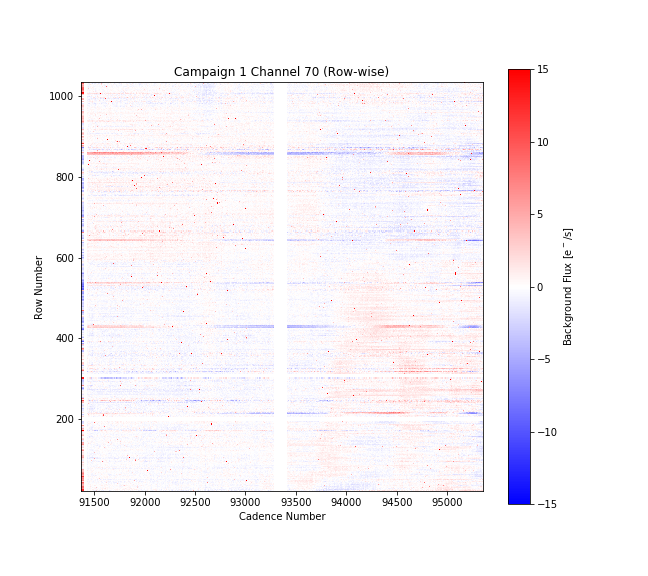 Campaign 1 Channel 70 (Row-wise)
1000
800
600
400
200
Row Number
91500 92000 92500 93000 93500 94000 94500 95000
Cadence Number
15
10
5
0
−5
−10
−15
Background Flux [e⁻/s]